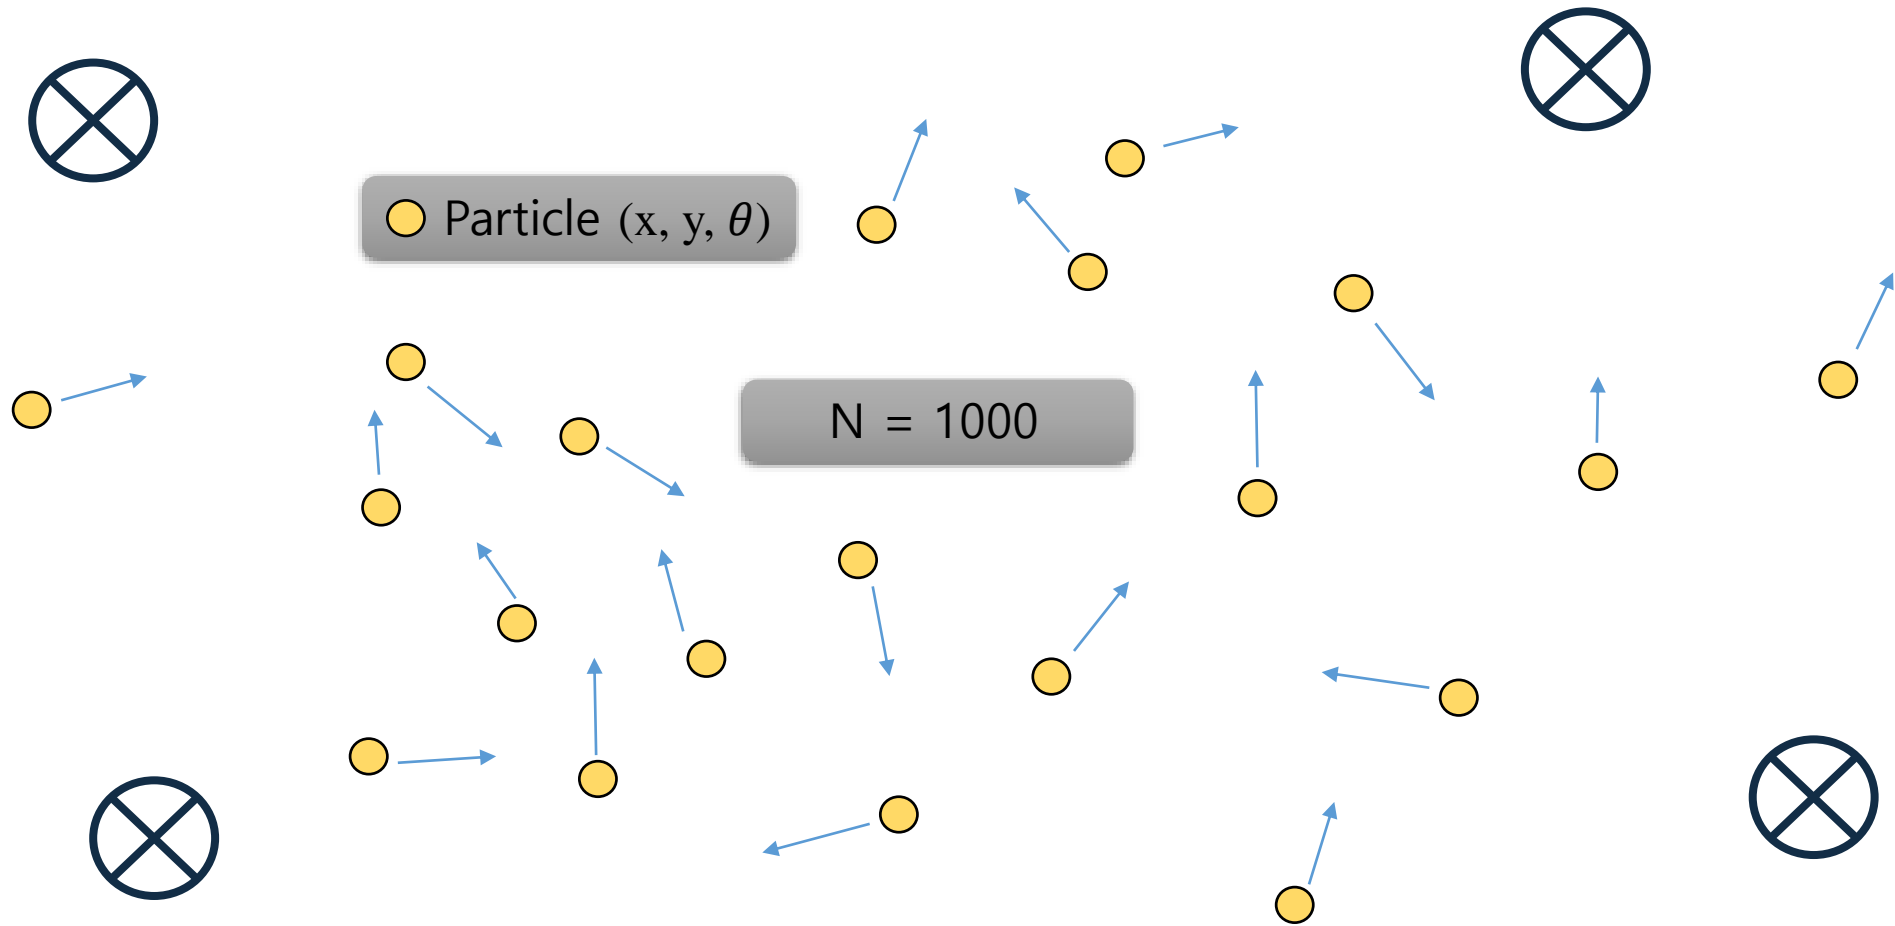 Particle (x, y, θ)
N = 1000